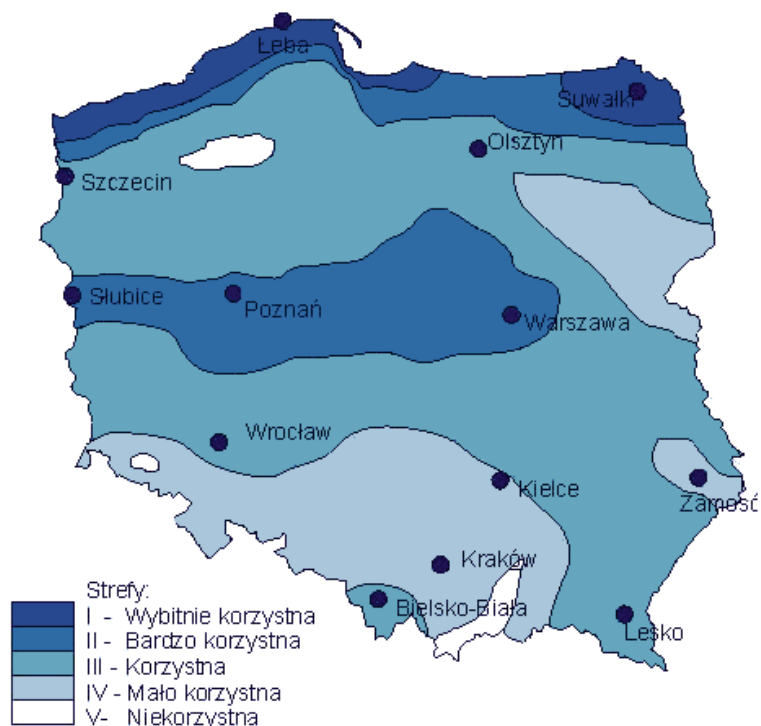 Łeba
Suwałki
Olsztyn
Szczecin
Słubice
Poznań
Warszawa
Wrocław
Kielce
Zamość
Kraków
Bielsko-Biała
Lesko
Strefy:
I - Wybitnie korzystna
II - Bardzo korzystna
III - Korzystna
IV - Mało korzystna
V- Niekorzystna